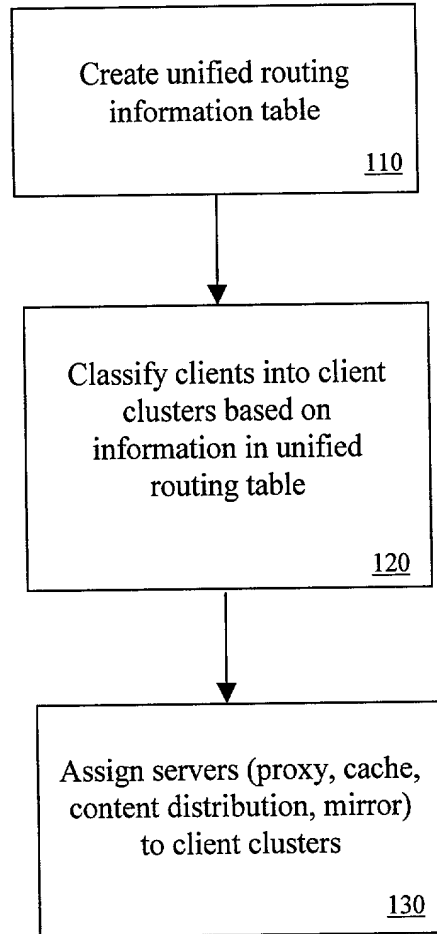 Create unified routing
information table
110
Classify clients into client
clusters based on
information in unified
routing table
120
Assign servers (proxy, cache,
content distribution, mirror)
to client clusters
130